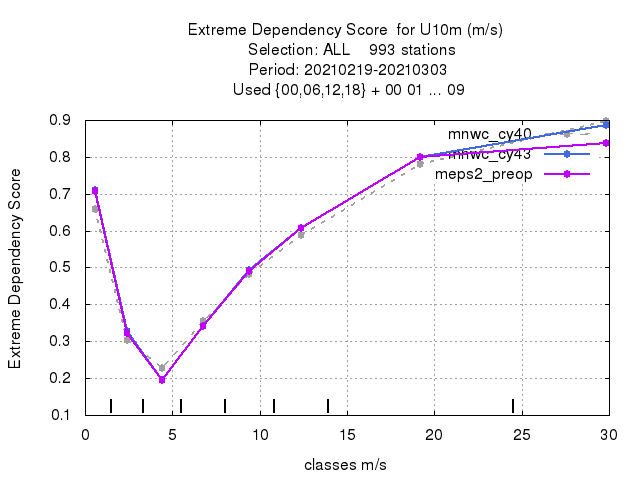 Extreme Dependency Score  for U10m (m/s)
Selection: ALL    993 stations
Period: 20210219-20210303
Used {00,06,12,18} + 00 01 ... 09
mnwc_cy40
mnwc_cy43
meps2_preop
Extreme Dependency Score
0.9
0.8
0.7
0.6
0.5
0.4
0.3
0.2
0.1
0 5 10 15 20 25 30
classes m/s